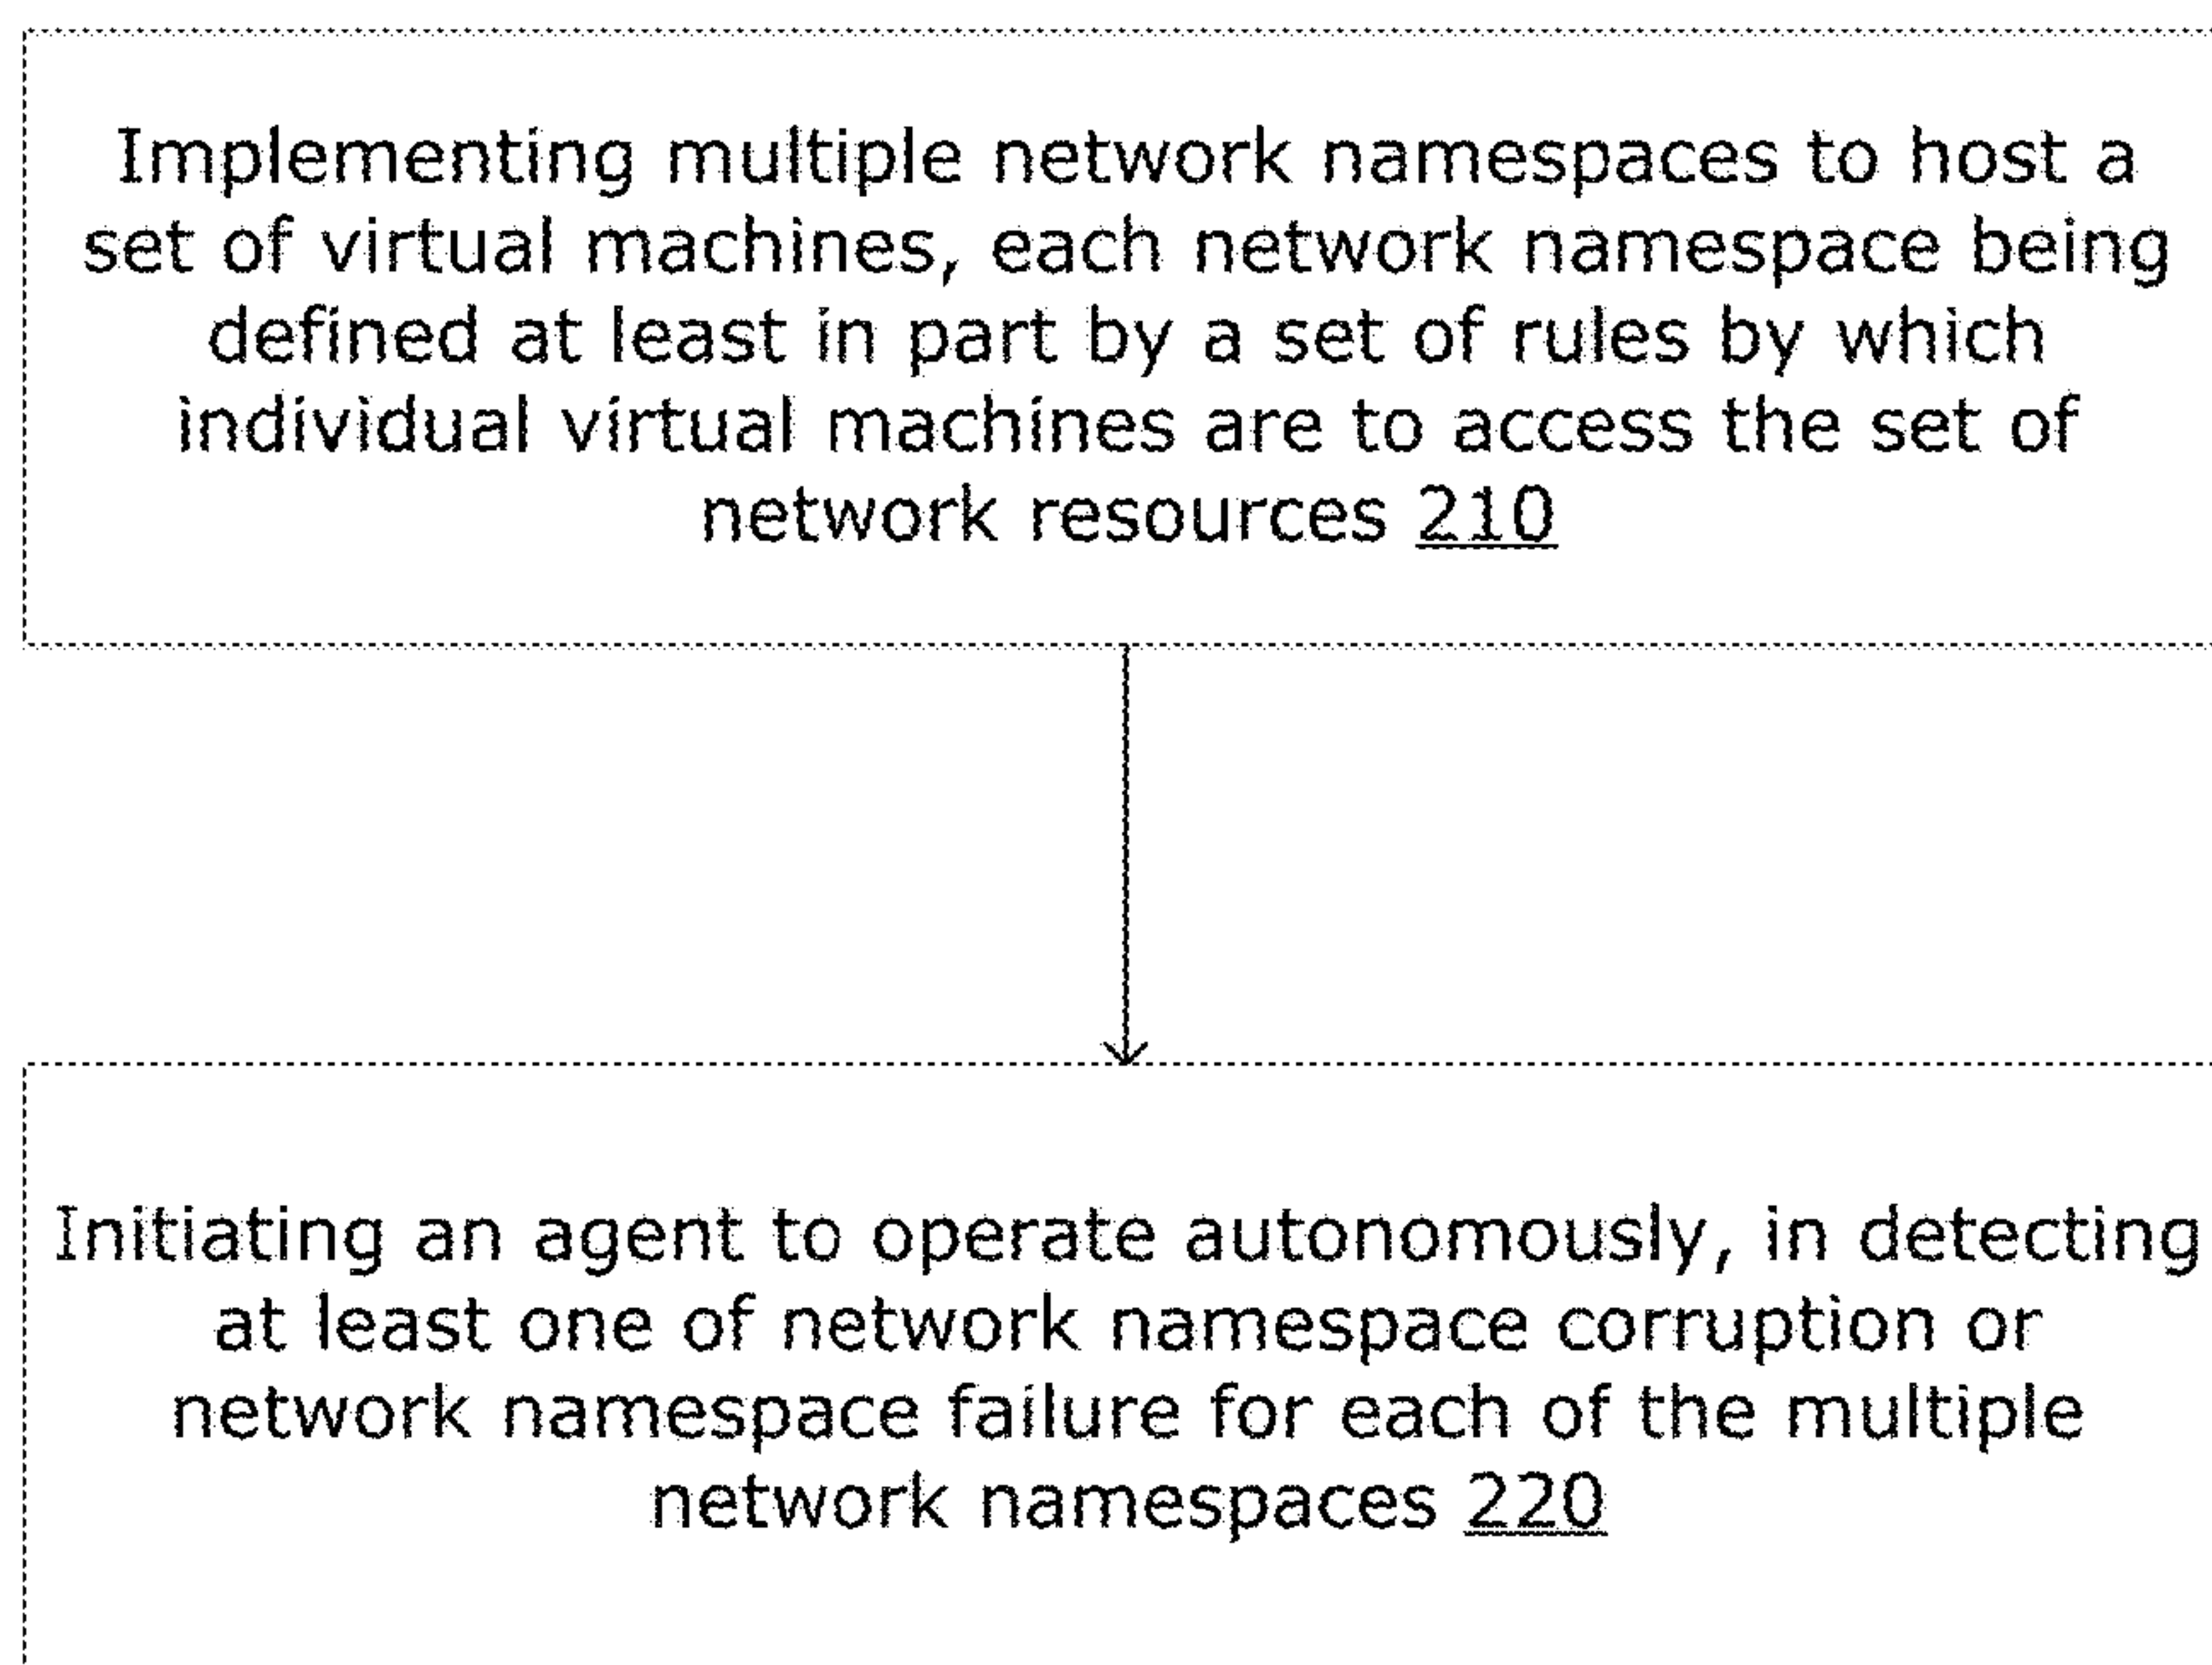 Implementing multiple network namespaces to host a
set of virtual machines, each network namespace being
defined at least in part by a set of rules by which
individual virtual machines are to access the set of
network resources 210
Initiating an agent to operate autonomously, in detecting
at least one of network namespace corruption or
network namespace failure for each of the multiple
network namespaces 220